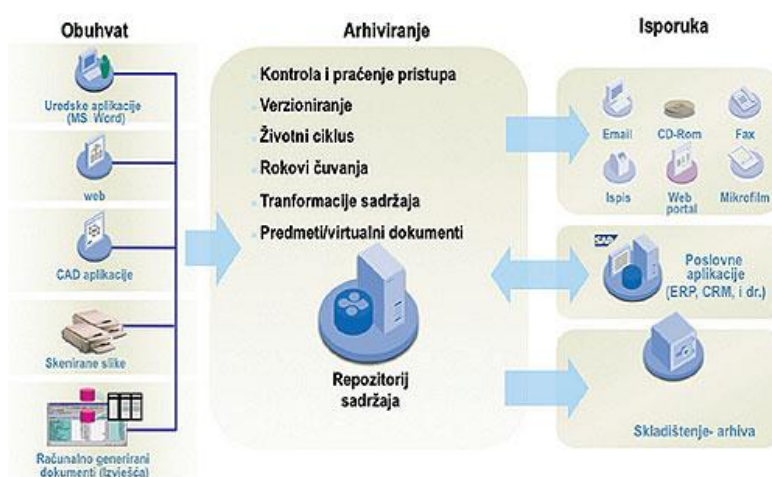 Obuhvat
Uredske aplikacije
(MS Word)
web
CAD aplikacije
Skenirane slike
Računalno generirani
dokumenti (Izvješća)
Arhiviranje
Kontrola i praćenje pristupa
Verzioniranje
Životni ciklus
Rokovi čuvanja
Tranformacije sadržaja
Predmeti/virtualni dokumenti
Repozitorij
sadržaja
Isporuka
Email
CD-Rom
Fax
Ispis
Web
portal
Mikrofilm
SAP
Poslovne
aplikacije
(ERP, CRM, i dr.)
Skladištenje- arhiva